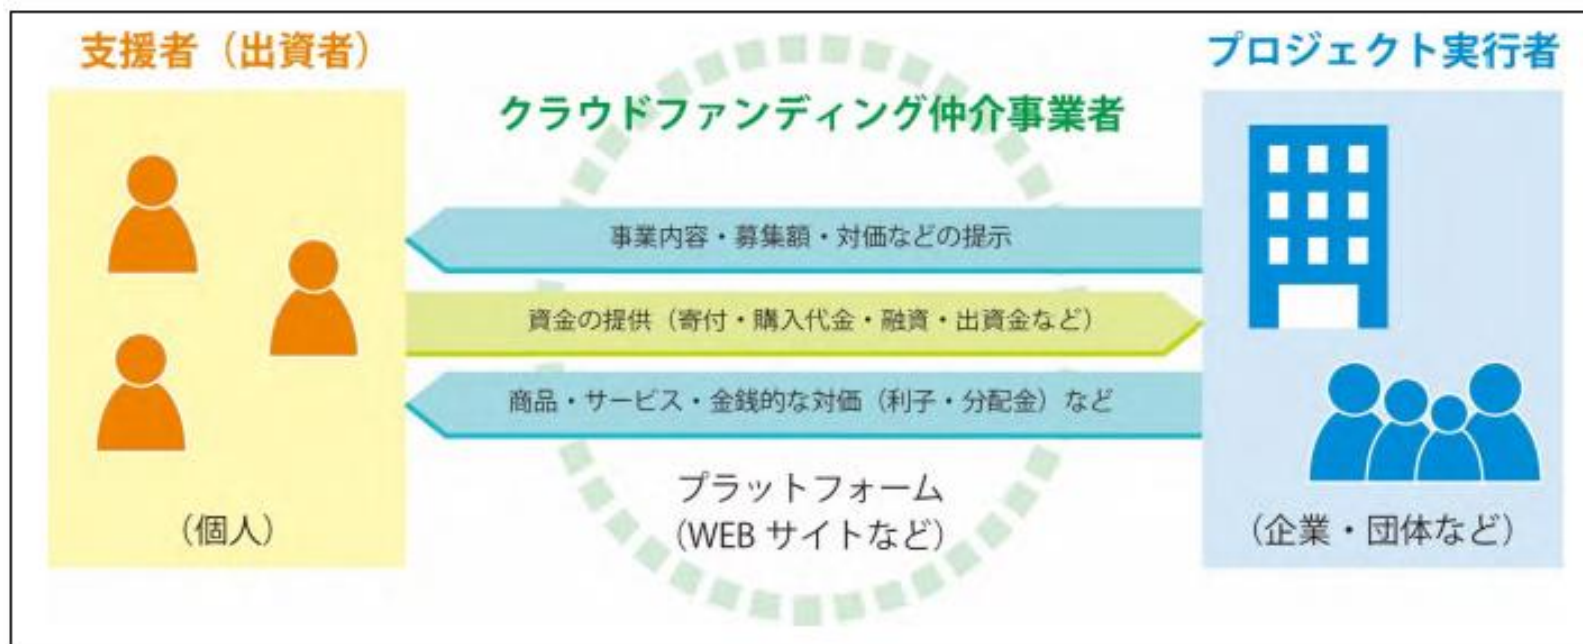 支援者（出資者）
プロジェクト実行者
クラウドファンディング仲介事業者
事業内容・募集額・対価などの提示
資金の提供（寄付・購入代金・融資・出資金など）
商品・サービス・金銭的な対価（利子・分配金）など
プラットフォーム
（WEB サイトなど）
（個人）
（企業・団体など）